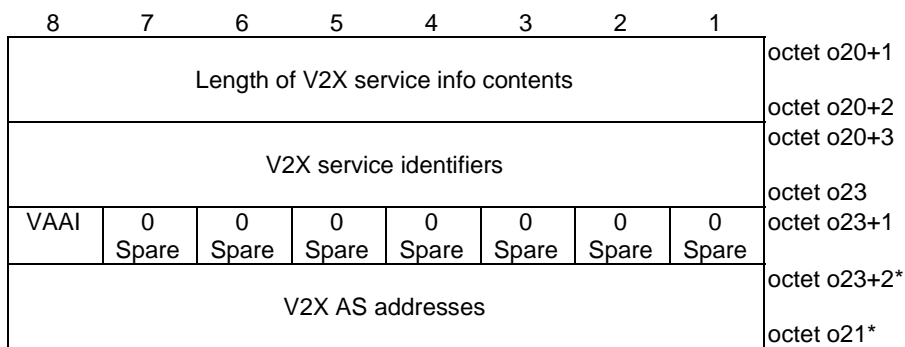 8 7 6 5 4 3 2 1
octet o20+1
Length of V2X service info contents
octet o20+2
octet o20+3
V2X service identifiers
octet o23
VAAI 0 0 0 0 0 0 0 octet o23+1
Spare Spare Spare Spare Spare Spare Spare
octet o23+2*
V2X AS addresses
octet o21*